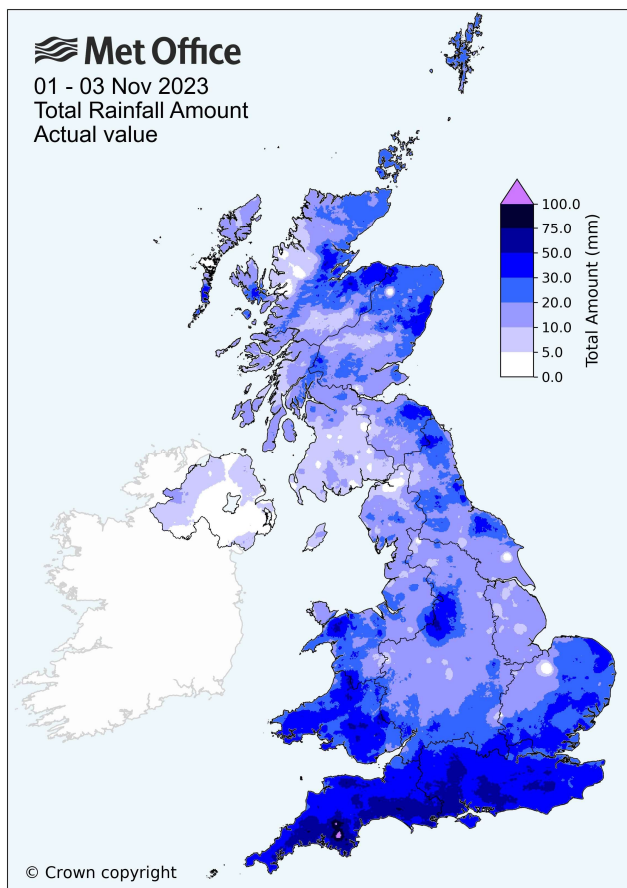 Met Office
01 - 03 Nov 2023
Total Rainfall Amount
Actual value
100.0
75.0
50.0
30.0
20.0
10.0
5.0
0.0
Total Amount (mm)
© Crown copyright